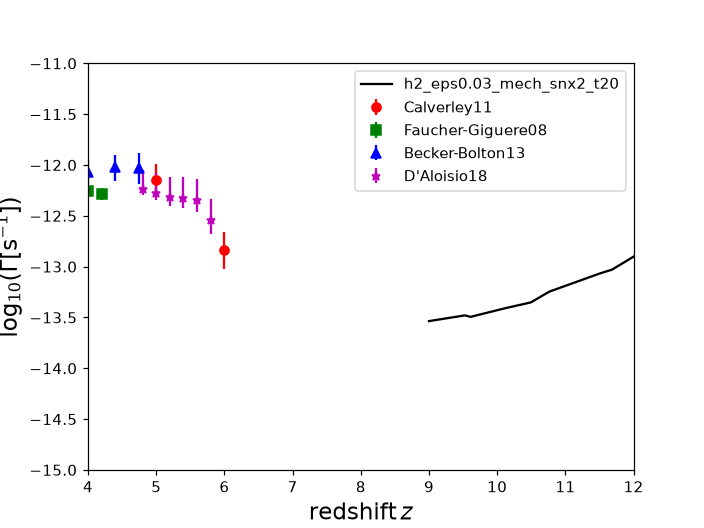 −11.0
−11.5
−12.0
−12.5
−13.0
−13.5
−14.0
−14.5
−15.0
log₁₀(Γ[s⁻¹])
h2_eps0.03_mech_snx2_t20
Calverley11
Faucher-Giguere08
Becker-Bolton13
D'Aloisio18
4 5 6 7 8 9 10 11 12
redshift z